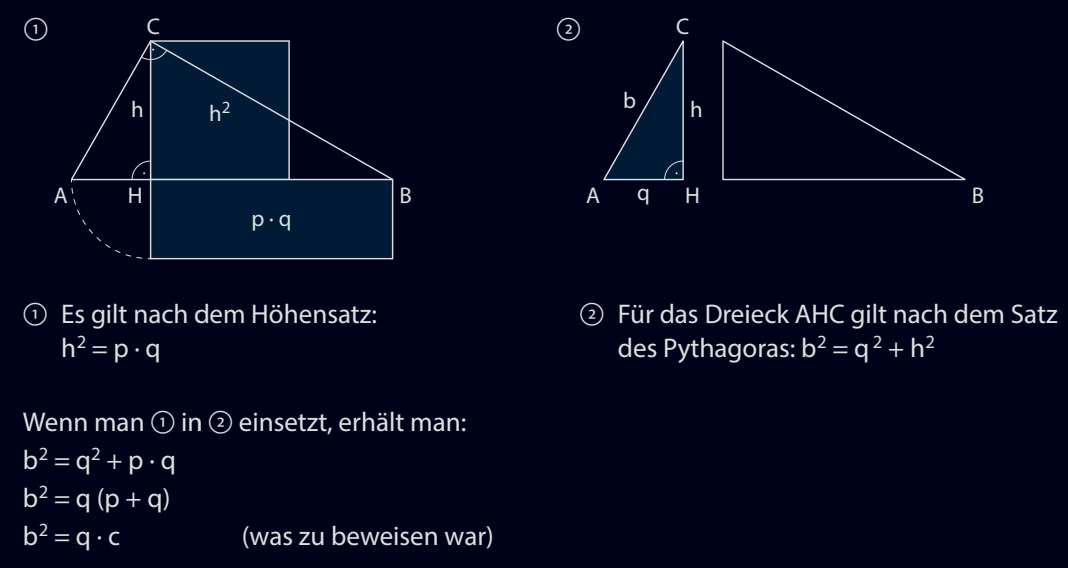 ① ②
C
h h²
A H B
p · q
C
b h
A q H B
① Es gilt nach dem Höhensatz:
h² = p · q
② Für das Dreieck AHC gilt nach dem Satz
des Pythagoras: b² = q² + h²
Wenn man ① in ② einsetzt, erhält man:
b² = q² + p · q
b² = q (p + q)
b² = q · c (was zu beweisen war)